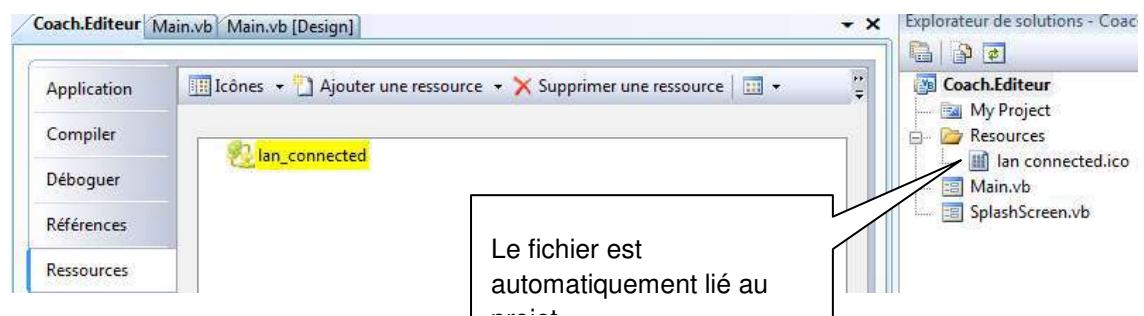 Coach.Editeur Main.vb Main.vb [Design]
Explorateur de solutions - Coac
Application
Compiler
Déboguer
Références
Ressources
Icônes Ajouter une ressource Supprimer une ressource
lan_connected
Coach.Editeur
My Project
Resources
lan connected.ico
Main.vb
SplashScreen.vb
Le fichier est
automatiquement lié au
projet